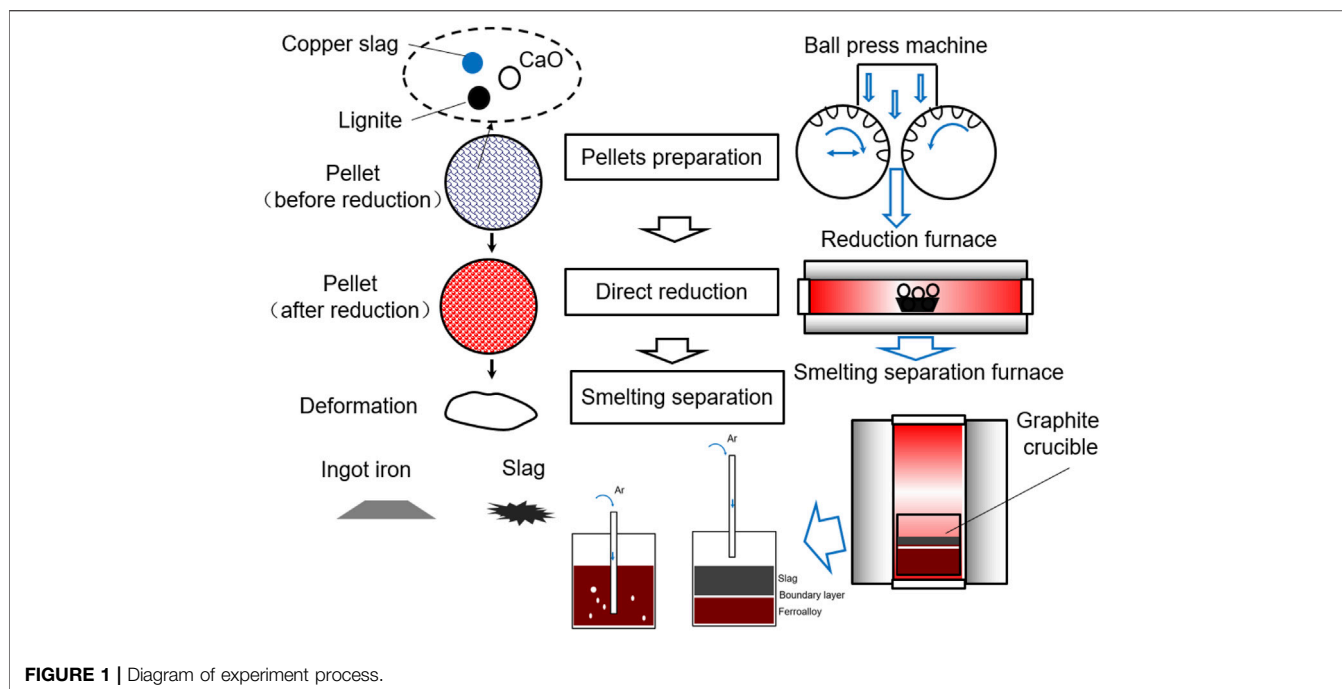 Copper slag
CaO
Lignite
Pellet
（before reduction）
Pellet
（after reduction）
Deformation
Ingot iron
Slag
Pellets preparation
Direct reduction
Smelting separation
Ar
Ar
Slag
Boundary layer
Ferroalloy
Ball press machine
Reduction furnace
Smelting separation furnace
Graphite
crucible
FIGURE 1 | Diagram of experiment process.